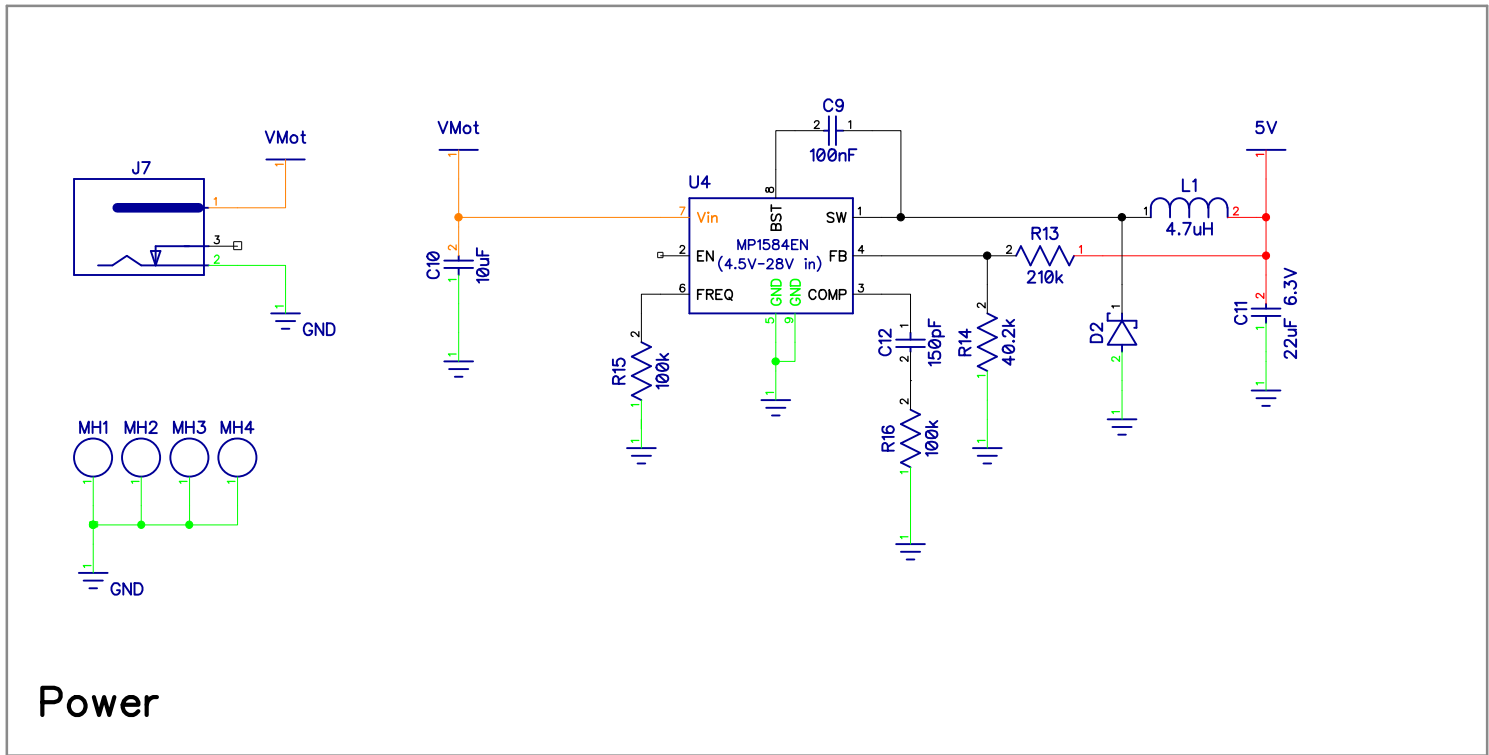 C9
2 1
100nF
VMot
1
VMot
1
5V
1
J7
1
3
2
1
GND
U4
8
BST
7 Vin
SW 1
2 EN
MP1584EN
(4.5V-28V in)
FB 4
6 FREQ
GND
GND
COMP 3
5
9
1
L1
1 2
4.7uH
R13
2 1
210k
C10
10uF
2
1
1
R15
100k
2
1
1
C12
150pF
1
2
R16
100k
2
1
1
R14
40.2k
2
1
1
D2
1
2
1
C11
22uF 6.3V
2
1
1
MH1 MH2 MH3 MH4
1 1 1 1
1
GND
Power